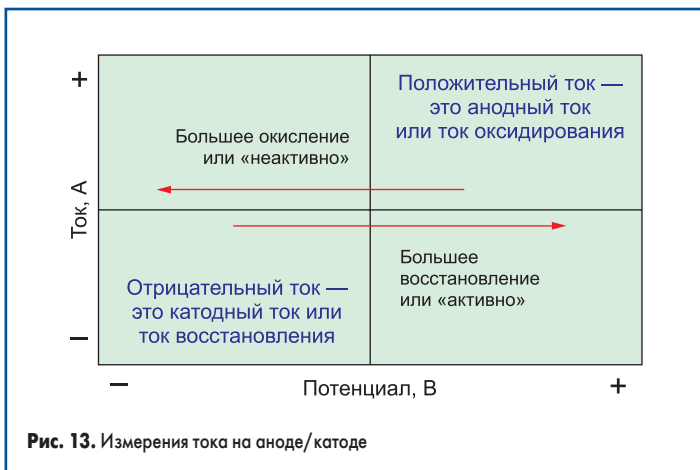 +
Положительный ток —
это анодный ток
или ток оксидирования
Большее окисление
или «неактивно»
Ток, А
Большее
восстановление
или «активно»
Отрицательный ток —
это катодный ток или
ток восстановления
–
– Потенциал, В +
Рис. 13. Измерения тока на аноде/катоде